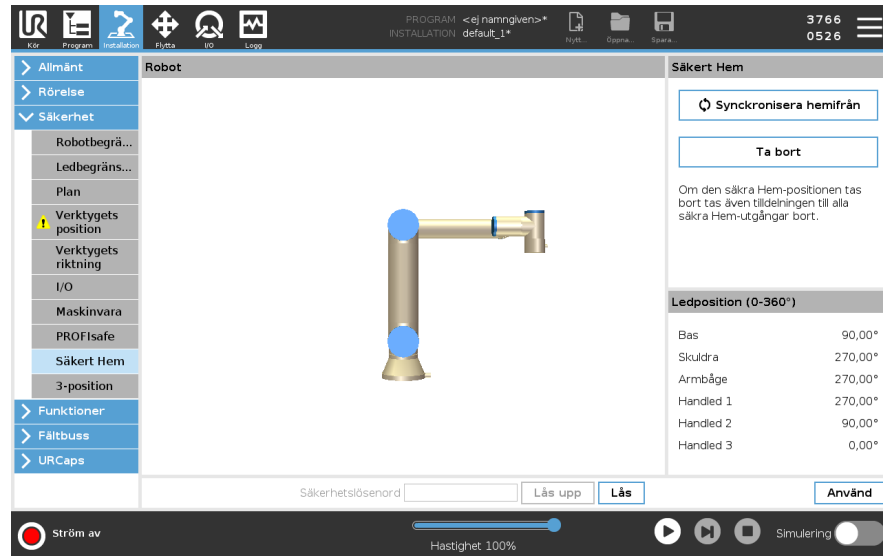 UR
Kör
Program
Installation
Flytta
I/O
Logg
PROGRAM <ej namngiven>*
INSTALLATION default_1*
Nytt...
Öppna...
Spara...
3766
0526
Allmänt
Rörelse
Säkerhet
Robotbegrä...
Ledbegräns...
Plan
Verktygets
position
Verktygets
riktning
I/O
Maskinvara
PROFIsafe
Säkert Hem
3-position
Funktioner
Fältbuss
URCaps
Robot
Säkert Hem
Synckronisera hemifrån
Ta bort
Om den säkra Hem-positionen tas
bort tas även tilldelningen till alla
säkra Hem-utgångar bort.
Ledposition (0-360°)
Bas 90,00°
Skuldra 270,00°
Armbåge 270,00°
Handled 1 270,00°
Handled 2 90,00°
Handled 3 0,00°
Säkerhetslösenord
Lås upp
Lås
Använd
Ström av
Hastighet 100%
Simulering